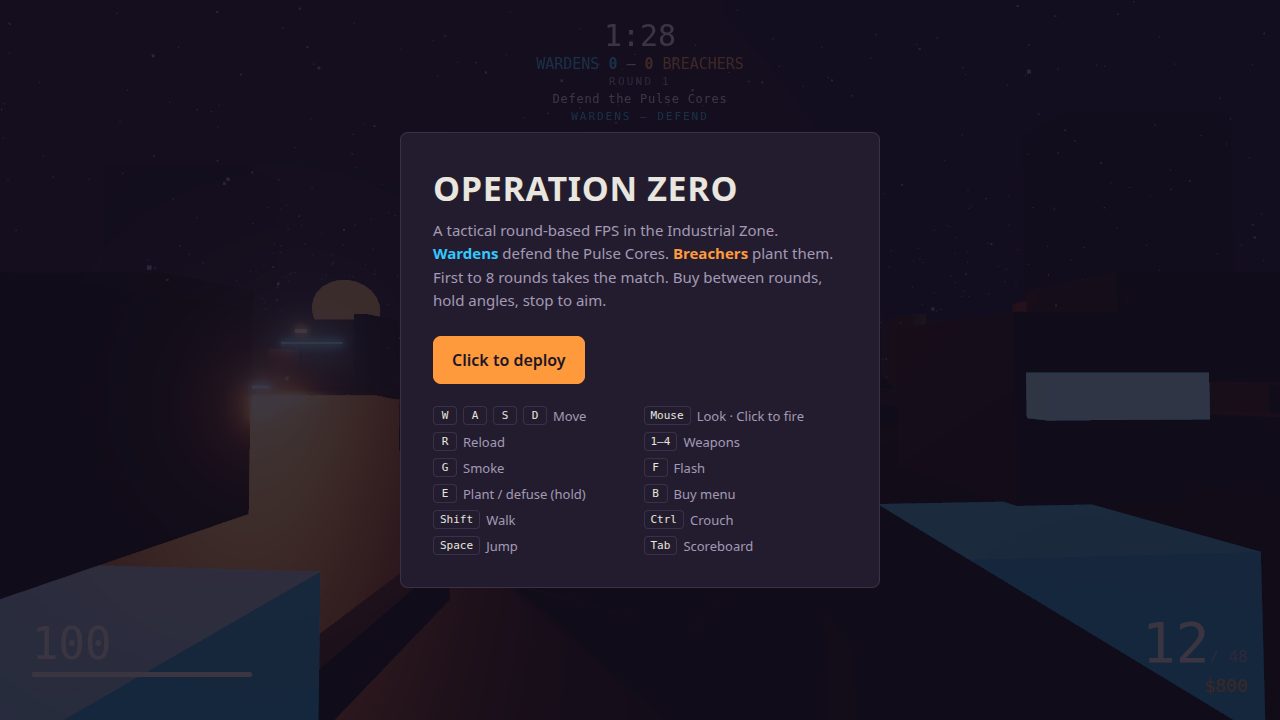 1:28
WARDENS 0 — 0 BREACHERS
ROUND 1
Defend the Pulse Cores
WARDENS — DEFEND
OPERATION ZERO
A tactical round-based FPS in the Industrial Zone.
Wardens defend the Pulse Cores. Breachers plant them.
First to 8 rounds takes the match. Buy between rounds,
hold angles, stop to aim.
Click to deploy
W A S D Move
Mouse Look · Click to fire
R Reload
1–4 Weapons
G Smoke
F Flash
E Plant / defuse (hold)
B Buy menu
Shift Walk
Ctrl Crouch
Space Jump
Tab Scoreboard
100
12 / 48
$800